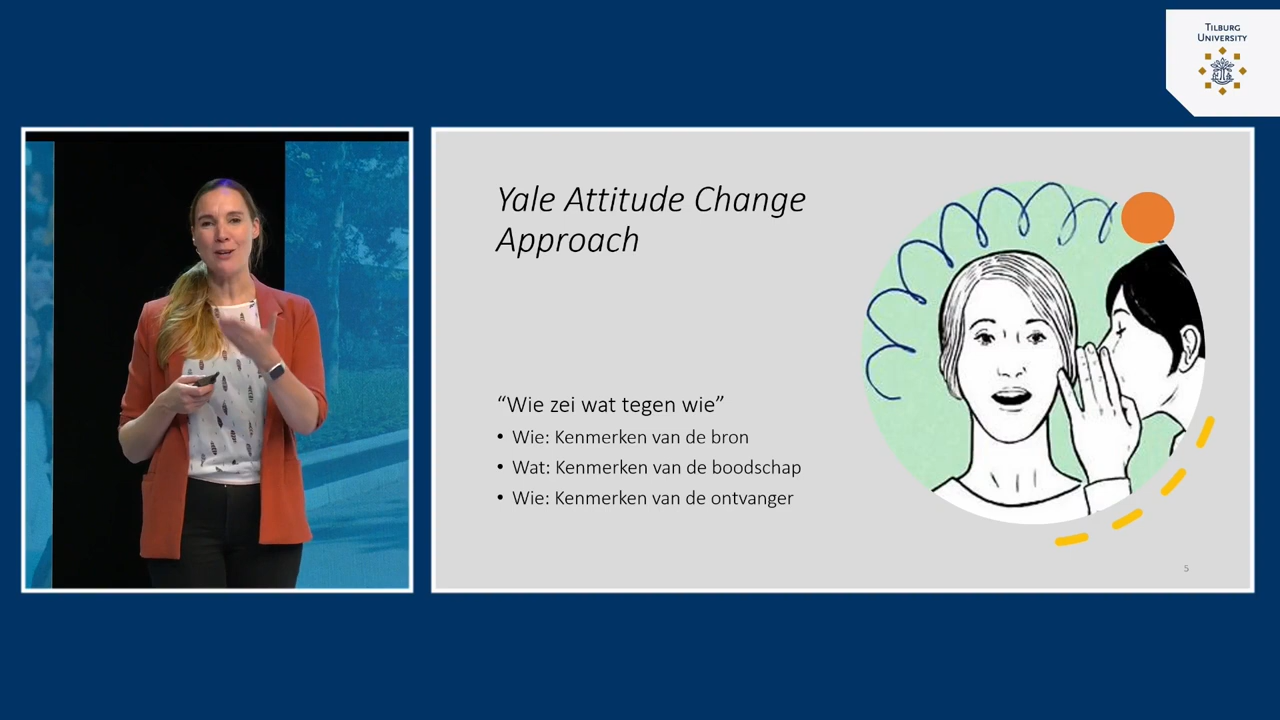 TILBURG
UNIVERSITY
Yale Attitude Change
Approach
“Wie zei wat tegen wie”
• Wie: Kenmerken van de bron
• Wat: Kenmerken van de boodschap
• Wie: Kenmerken van de ontvanger
5